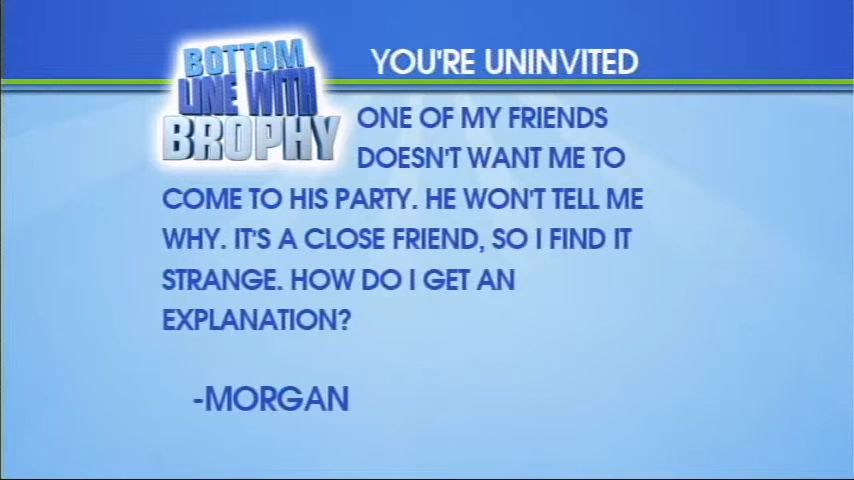 BOTTOM
LINE WITH
BROPHY
YOU'RE UNINVITED
ONE OF MY FRIENDS
DOESN'T WANT ME TO
COME TO HIS PARTY. HE WON'T TELL ME
WHY. IT'S A CLOSE FRIEND, SO I FIND IT
STRANGE. HOW DO I GET AN
EXPLANATION?
-MORGAN